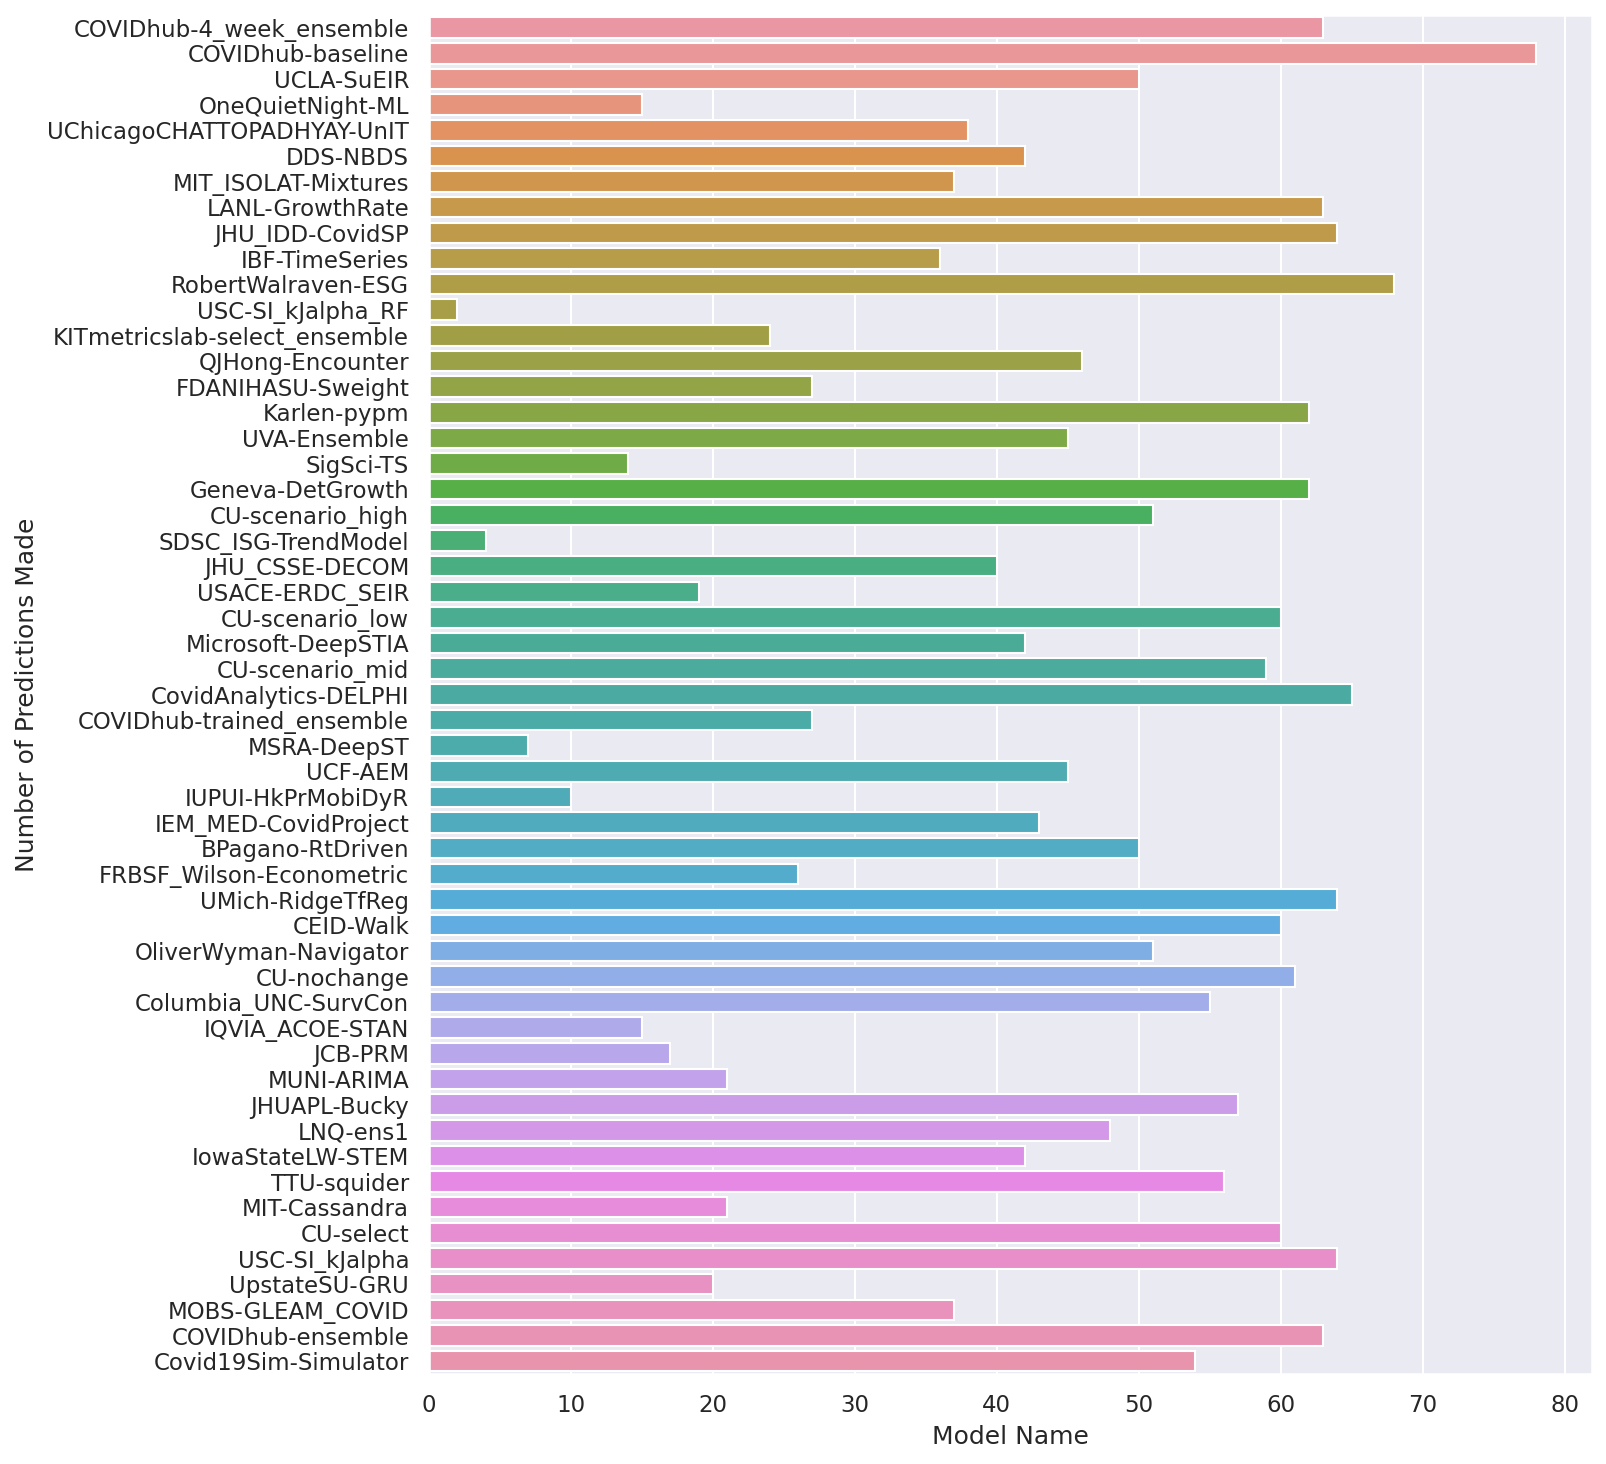 COVIDhub-4_week_ensemble
COVIDhub-baseline
UCLA-SuEIR
OneQuietNight-ML
UChicagoCHATTOPADHYAY-UnIT
DDS-NBDS
MIT_ISOLAT-Mixtures
LANL-GrowthRate
JHU_IDD-CovidSP
IBF-TimeSeries
RobertWalraven-ESG
USC-SI_kJalpha_RF
KITmetricslab-select_ensemble
QJHong-Encounter
FDANIHASU-Sweight
Karlen-pypm
UVA-Ensemble
SigSci-TS
Geneva-DetGrowth
CU-scenario_high
SDSC_ISG-TrendModel
JHU_CSSE-DECOM
USACE-ERDC_SEIR
CU-scenario_low
Microsoft-DeepSTIA
CU-scenario_mid
CovidAnalytics-DELPHI
COVIDhub-trained_ensemble
MSRA-DeepST
UCF-AEM
IUPUI-HkPrMobiDyR
IEM_MED-CovidProject
BPagano-RtDriven
FRBSF_Wilson-Econometric
UMich-RidgeTfReg
CEID-Walk
OliverWyman-Navigator
CU-nochange
Columbia_UNC-SurvCon
IQVIA_ACOE-STAN
JCB-PRM
MUNI-ARIMA
JHUAPL-Bucky
LNQ-ens1
IowaStateLW-STEM
TTU-squider
MIT-Cassandra
CU-select
USC-SI_kJalpha
UpstateSU-GRU
MOBS-GLEAM_COVID
COVIDhub-ensemble
Covid19Sim-Simulator
Number of Predictions Made
0 10 20 30 40 50 60 70 80
Model Name